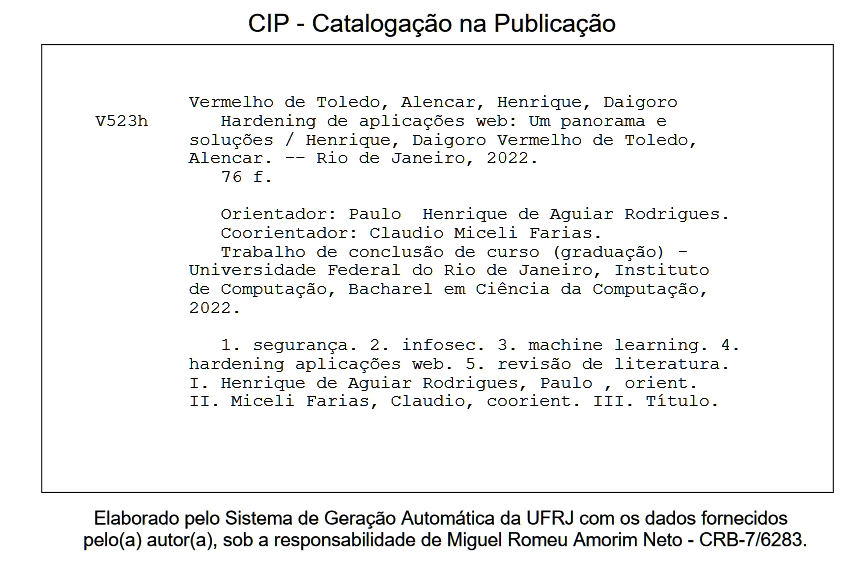 CIP - Catalogação na Publicação
Vermelho de Toledo, Alencar, Henrique, Daigoro
V523h Hardening de aplicações web: Um panorama e
soluções / Henrique, Daigoro Vermelho de Toledo,
Alencar. -- Rio de Janeiro, 2022.
76 f.
Orientador: Paulo  Henrique de Aguiar Rodrigues.
Coorientador: Claudio Miceli Farias.
Trabalho de conclusão de curso (graduação) -
Universidade Federal do Rio de Janeiro, Instituto
de Computação, Bacharel em Ciência da Computação,
2022.
1. segurança. 2. infosec. 3. machine learning. 4.
hardening aplicações web. 5. revisão de literatura.
I. Henrique de Aguiar Rodrigues, Paulo , orient.
II. Miceli Farias, Claudio, coorient. III. Título.
Elaborado pelo Sistema de Geração Automática da UFRJ com os dados fornecidos
pelo(a) autor(a), sob a responsabilidade de Miguel Romeu Amorim Neto - CRB-7/6283.